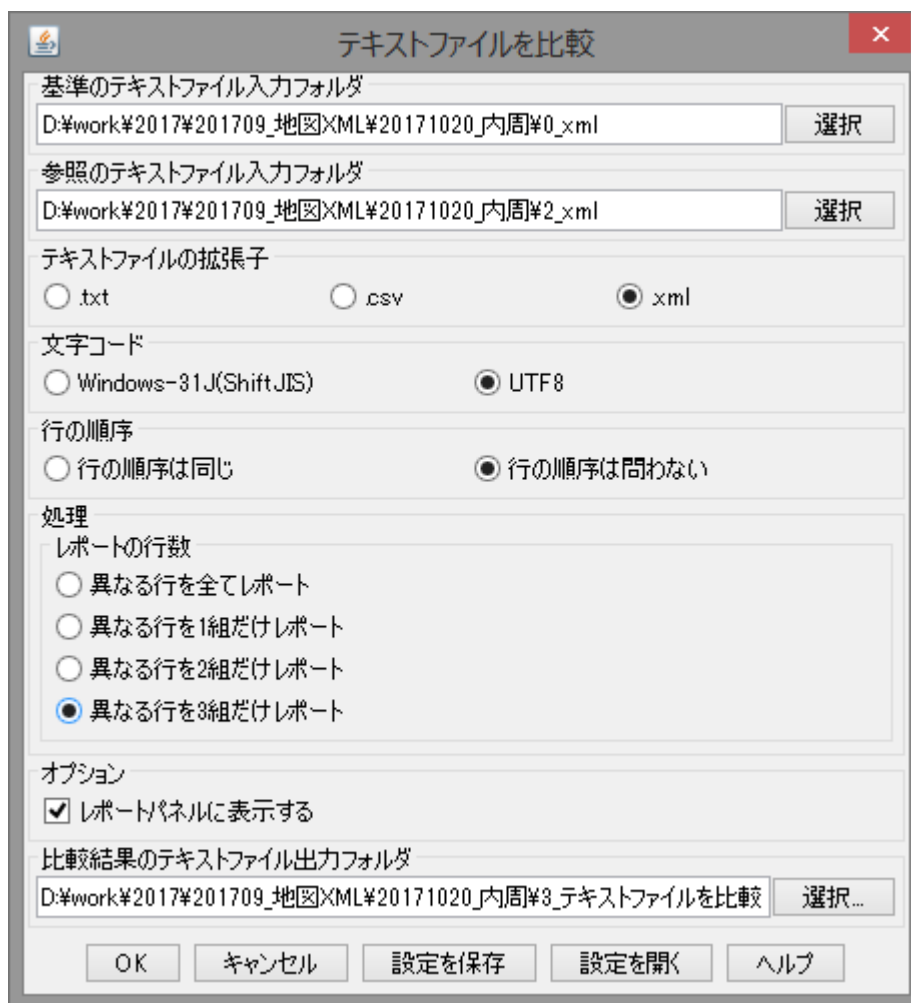 テキストファイルを比較
基準のテキストファイル入力フォルダ
D:¥work¥2017¥201709_地図XML¥20171020_内周¥0_xml
選択
参照のテキストファイル入力フォルダ
D:¥work¥2017¥201709_地図XML¥20171020_内周¥2_xml
選択
テキストファイルの拡張子
.txt .csv .xml
文字コード
Windows-31J(ShiftJIS) UTF8
行の順序
行の順序は同じ 行の順序は問わない
処理
レポートの行数
異なる行を全てレポート
異なる行を1組だけレポート
異なる行を2組だけレポート
異なる行を3組だけレポート
オプション
レポートパネルに表示する
比較結果のテキストファイル出力フォルダ
D:¥work¥2017¥201709_地図XML¥20171020_内周¥3_テキストファイルを比較
選択...
OK キャンセル 設定を保存 設定を開く ヘルプ